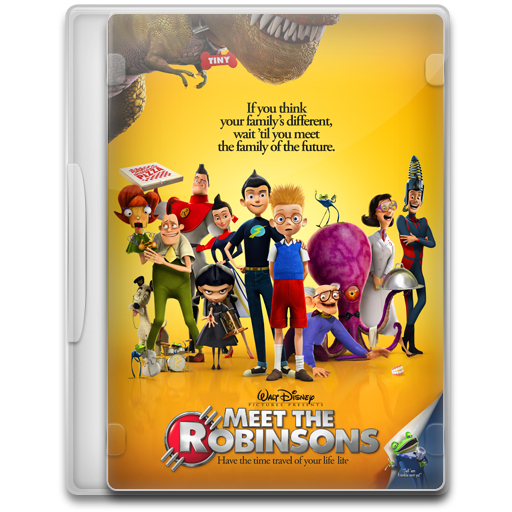 TINY
If you think
your family's different,
wait 'til you meet
the family of the future.
PIZZA
WALT DISNEY
PICTURES PRESENTS
MEET THE
ROBINSONS
Have the time travel of your life